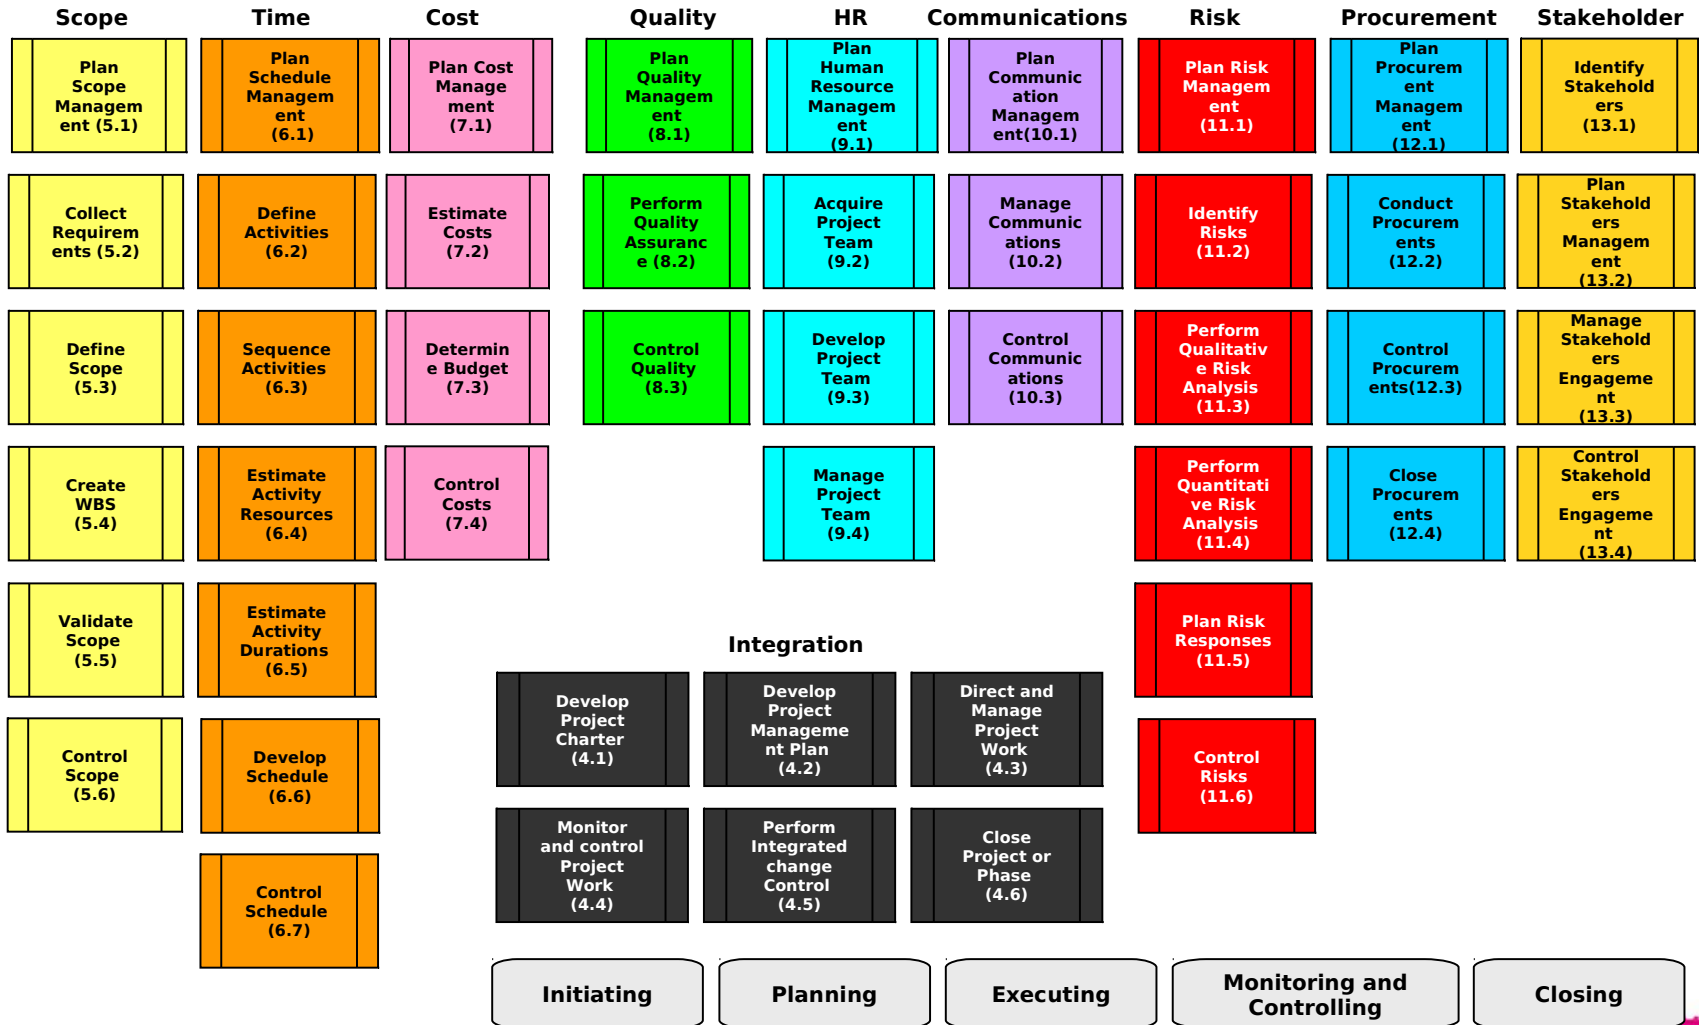 Scope
Time
Cost
Quality
HR
Communications
Risk
Procurement
Stakeholder
Plan
Scope
Managem
ent (5.1)
Plan
Schedule
Managem
ent
(6.1)
Plan Cost
Manage
ment
(7.1)
Plan
Quality
Managem
ent
(8.1)
Plan
Human
Resource
Managem
ent
(9.1)
Plan
Communic
ation
Managem
ent(10.1)
Plan Risk
Managem
ent
(11.1)
Plan
Procurem
ent
Managem
ent
(12.1)
Identify
Stakehold
ers
(13.1)
Collect
Requirem
ents (5.2)
Define
Activities
(6.2)
Estimate
Costs
(7.2)
Perform
Quality
Assuranc
e (8.2)
Acquire
Project
Team
(9.2)
Manage
Communic
ations
(10.2)
Identify
Risks
(11.2)
Conduct
Procurem
ents
(12.2)
Plan
Stakehold
ers
Managem
ent
(13.2)
Define
Scope
(5.3)
Sequence
Activities
(6.3)
Determin
e Budget
(7.3)
Control
Quality
(8.3)
Develop
Project
Team
(9.3)
Control
Communic
ations
(10.3)
Perform
Qualitativ
e Risk
Analysis
(11.3)
Control
Procurem
ents(12.3)
Manage
Stakehold
ers
Engageme
nt
(13.3)
Create
WBS
(5.4)
Estimate
Activity
Resources
(6.4)
Control
Costs
(7.4)
Manage
Project
Team
(9.4)
Perform
Quantitati
ve Risk
Analysis
(11.4)
Close
Procurem
ents
(12.4)
Control
Stakehold
ers
Engageme
nt
(13.4)
Validate
Scope
(5.5)
Estimate
Activity
Durations
(6.5)
Plan Risk
Responses
(11.5)
Control
Scope
(5.6)
Develop
Schedule
(6.6)
Control
Risks
(11.6)
Control
Schedule
(6.7)
Integration
Develop
Project
Charter
(4.1)
Develop
Project
Manageme
nt Plan
(4.2)
Direct and
Manage
Project
Work
(4.3)
Monitor
and control
Project
Work
(4.4)
Perform
Integrated
change
Control
(4.5)
Close
Project or
Phase
(4.6)
Initiating
Planning
Executing
Monitoring and
Controlling
Closing